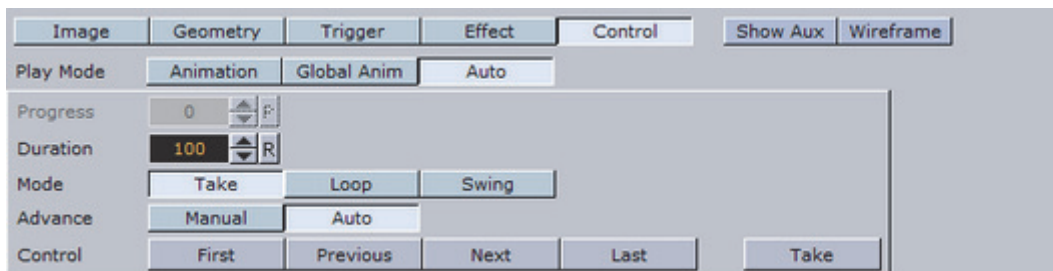 Image Geometry Trigger Effect Control Show Aux Wireframe
Play Mode Animation Global Anim Auto
Progress 0 P
Duration 100 R
Mode Take Loop Swing
Advance Manual Auto
Control First Previous Next Last Take